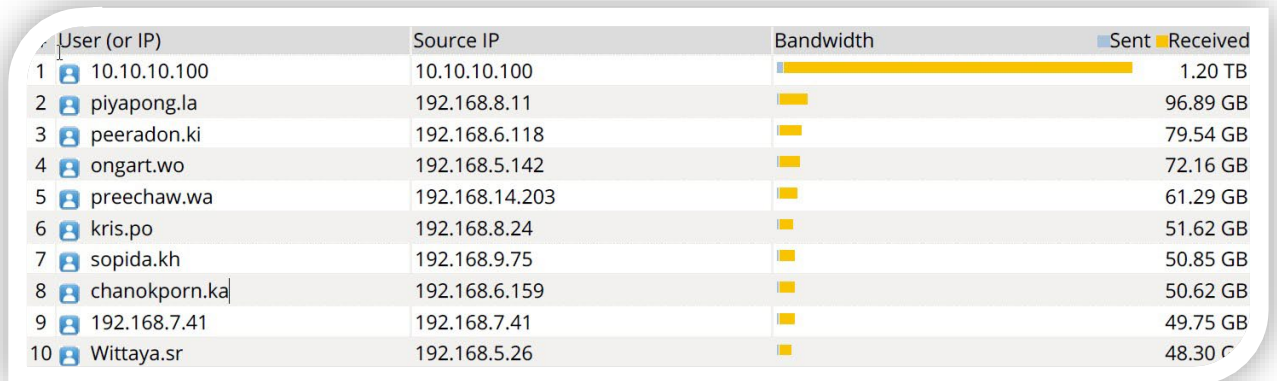 User (or IP) Source IP Bandwidth Sent Received
1 10.10.10.100 10.10.10.100 1.20 TB
2 piyapong.la 192.168.8.11 96.89 GB
3 peeradon.ki 192.168.6.118 79.54 GB
4 ongart.wo 192.168.5.142 72.16 GB
5 preechaw.wa 192.168.14.203 61.29 GB
6 kris.po 192.168.8.24 51.62 GB
7 sopida.kh 192.168.9.75 50.85 GB
8 chanokporn.ka 192.168.6.159 50.62 GB
9 192.168.7.41 192.168.7.41 49.75 GB
10 Wittaya.sr 192.168.5.26 48.30